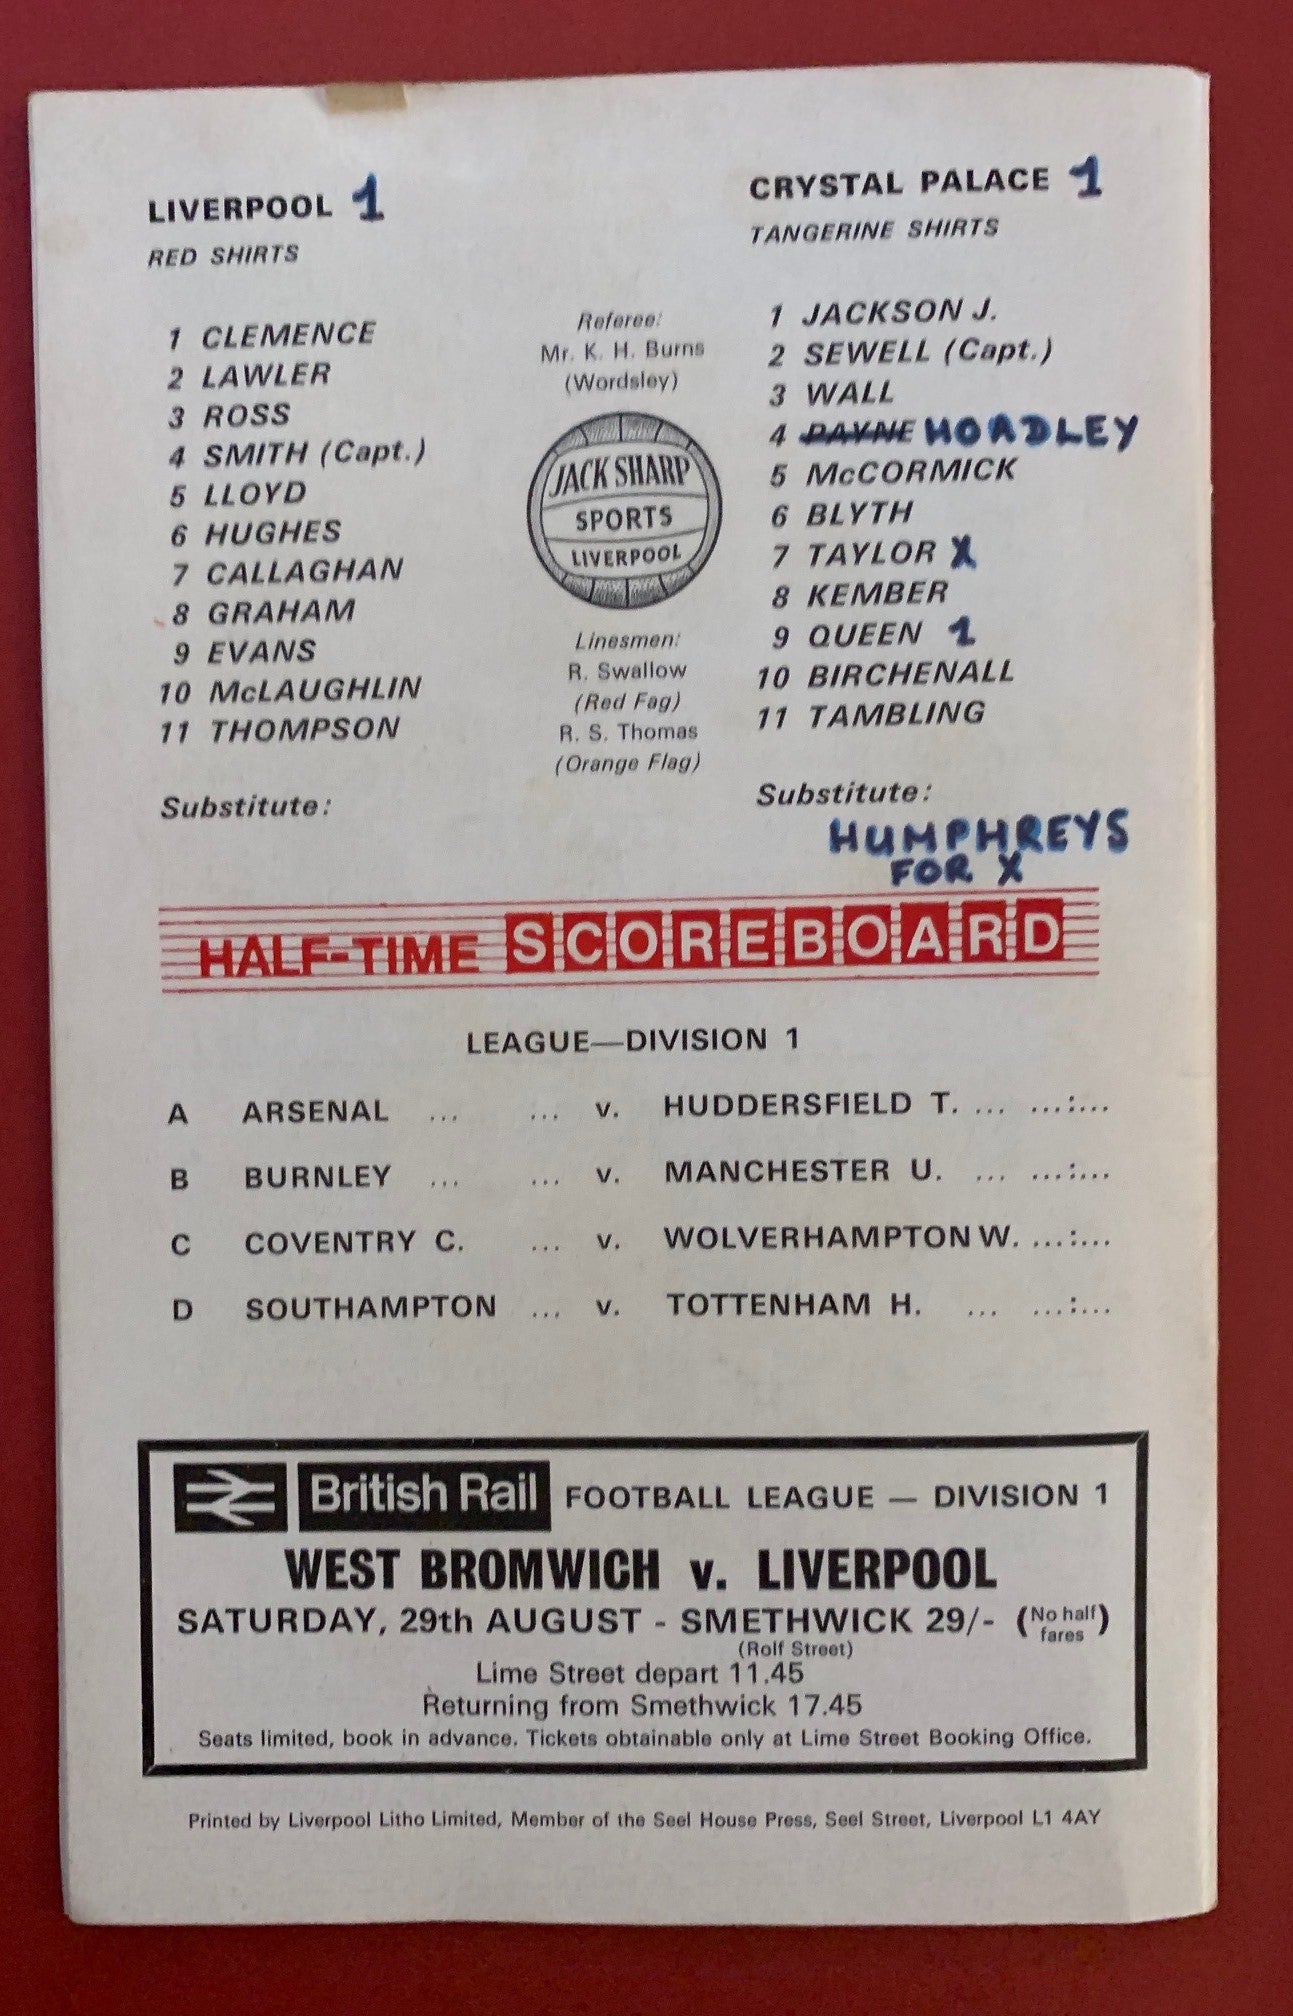 LIVERPOOL 1
RED SHIRTS
1 CLEMENCE
2 LAWLER
3 ROSS
4 SMITH (Capt.)
5 LLOYD
6 HUGHES
7 CALLAGHAN
8 GRAHAM
9 EVANS
10 McLAUGHLIN
11 THOMPSON
Substitute:
Referee:
Mr. K. H. Burns
(Wordsley)
JACK SHARP
SPORTS
LIVERPOOL
Linesmen:
R. Swallow
(Red Fag)
R. S. Thomas
(Orange Flag)
CRYSTAL PALACE 1
TANGERINE SHIRTS
1 JACKSON J.
2 SEWELL (Capt.)
3 WALL
4 PAYNE HOADLEY
5 McCORMICK
6 BLYTH
7 TAYLOR X
8 KEMBER
9 QUEEN 1
10 BIRCHENALL
11 TAMBLING
Substitute:
HUMPHREYS
FOR X
HALF-TIME SCOREBOARD
LEAGUE—DIVISION 1
A ARSENAL ... ... v. HUDDERSFIELD T. ... ...:...
B BURNLEY ... ... v. MANCHESTER U. ... ...:...
C COVENTRY C. ... v. WOLVERHAMPTON W. ...:...
D SOUTHAMPTON ... v. TOTTENHAM H. ... ...:...
British Rail FOOTBALL LEAGUE — DIVISION 1
WEST BROMWICH v. LIVERPOOL
SATURDAY, 29th AUGUST - SMETHWICK 29/- (No half fares)
(Rolf Street)
Lime Street depart 11.45
Returning from Smethwick 17.45
Seats limited, book in advance. Tickets obtainable only at Lime Street Booking Office.
Printed by Liverpool Litho Limited, Member of the Seel House Press, Seel Street, Liverpool L1 4AY